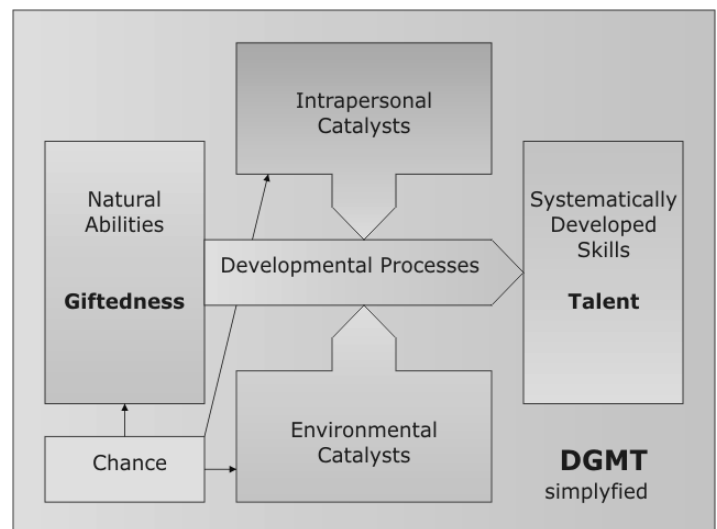 Intrapersonal
Catalysts
Natural
Abilities
Giftedness
Developmental Processes
Systematically
Developed
Skills
Talent
Chance
Environmental
Catalysts
DGMT
simplyfied